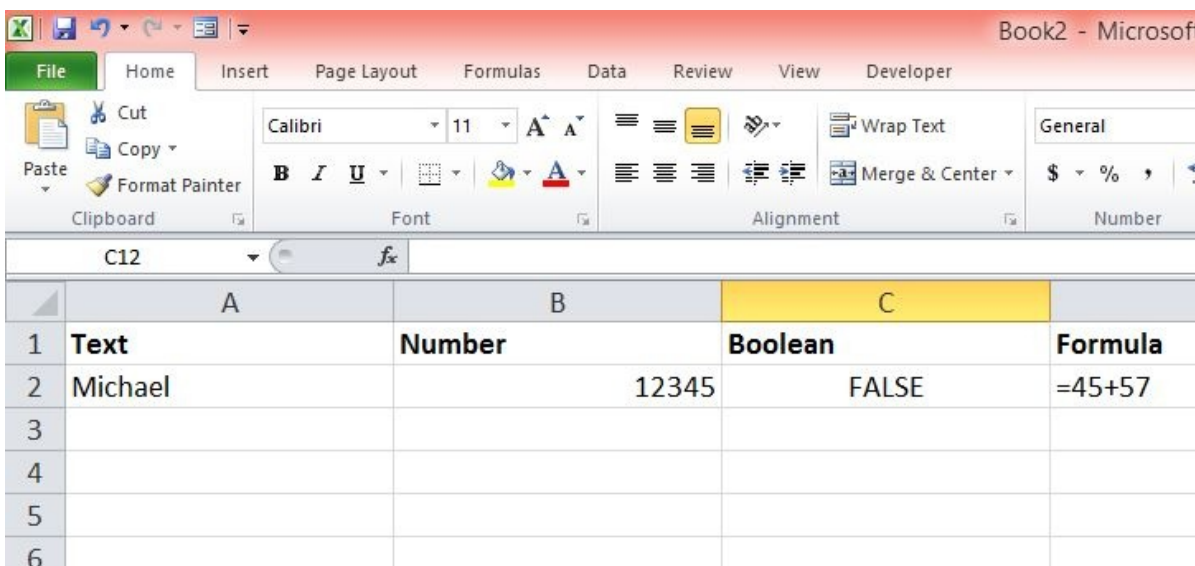 Book2 - Microsoft
File Home Insert Page Layout Formulas Data Review View Developer
Paste
Cut
Copy
Format Painter
Clipboard
Calibri 11 A A
B I U A
Font
Wrap Text
Merge & Center
Alignment
General
$ % ,
Number
C12 fx
A B C
1 Text Number Boolean Formula
2 Michael 12345 FALSE =45+57
3
4
5
6